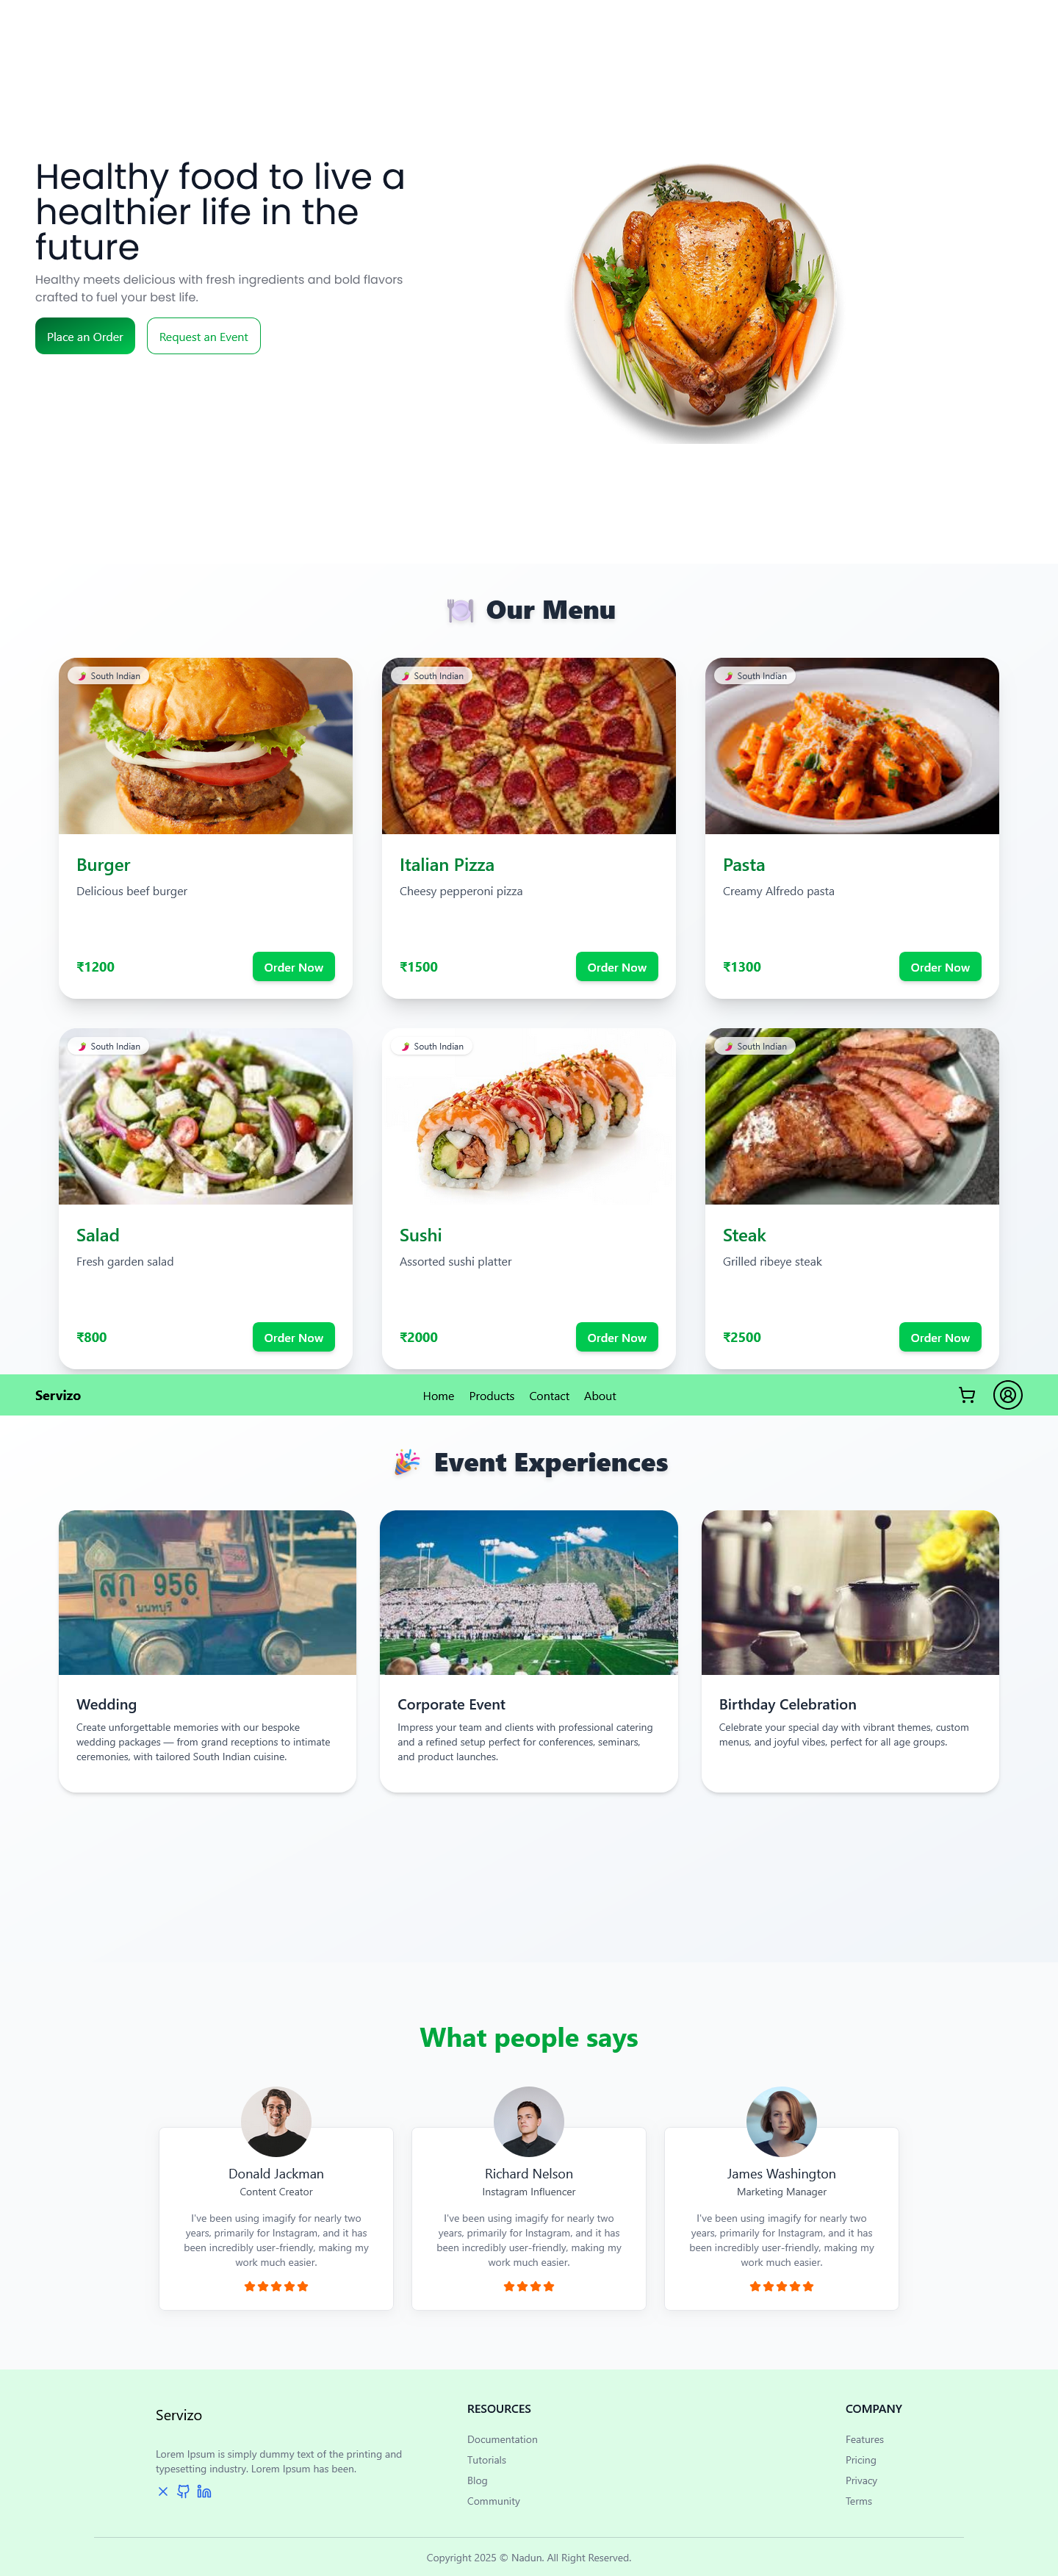 Healthy food to live a
healthier life in the
future
Healthy meets delicious with fresh ingredients and bold flavors
crafted to fuel your best life.
Place an Order
Request an Event
🍽️ Our Menu
🌶️ South Indian
Burger
Delicious beef burger
₹1200
Order Now
🌶️ South Indian
Italian Pizza
Cheesy pepperoni pizza
₹1500
Order Now
🌶️ South Indian
Pasta
Creamy Alfredo pasta
₹1300
Order Now
🌶️ South Indian
Salad
Fresh garden salad
₹800
Order Now
🌶️ South Indian
Sushi
Assorted sushi platter
₹2000
Order Now
🌶️ South Indian
Steak
Grilled ribeye steak
₹2500
Order Now
Servizo
Home
Products
Contact
About
🎉 Event Experiences
สก 956
นนทบุรี
Wedding
Create unforgettable memories with our bespoke
wedding packages — from grand receptions to intimate
ceremonies, with tailored South Indian cuisine.
Corporate Event
Impress your team and clients with professional catering
and a refined setup perfect for conferences, seminars,
and product launches.
Birthday Celebration
Celebrate your special day with vibrant themes, custom
menus, and joyful vibes, perfect for all age groups.
What people says
Donald Jackman
Content Creator
I've been using imagify for nearly two
years, primarily for Instagram, and it has
been incredibly user-friendly, making my
work much easier.
Richard Nelson
Instagram Influencer
I've been using imagify for nearly two
years, primarily for Instagram, and it has
been incredibly user-friendly, making my
work much easier.
James Washington
Marketing Manager
I've been using imagify for nearly two
years, primarily for Instagram, and it has
been incredibly user-friendly, making my
work much easier.
Servizo
Lorem Ipsum is simply dummy text of the printing and
typesetting industry. Lorem Ipsum has been.
RESOURCES
Documentation
Tutorials
Blog
Community
COMPANY
Features
Pricing
Privacy
Terms
Copyright 2025 © Nadun. All Right Reserved.